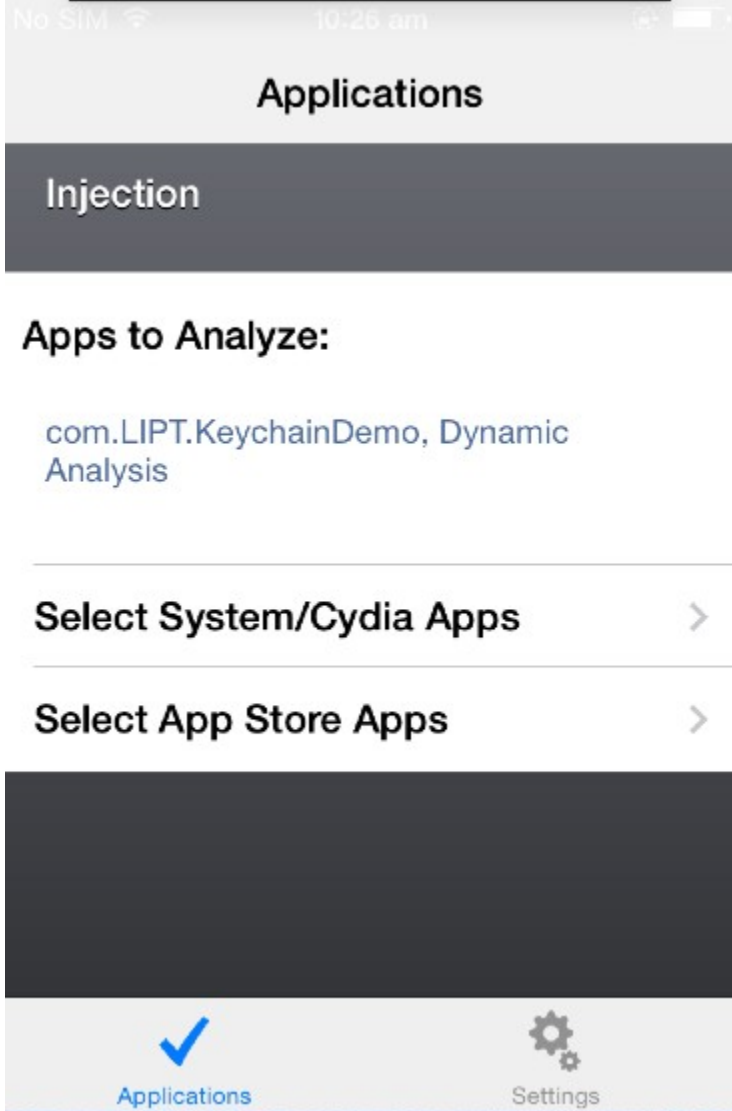 No SIM 10:26 am
Applications
Injection
Apps to Analyze:
com.LIPT.KeychainDemo, Dynamic
Analysis
Select System/Cydia Apps
Select App Store Apps
Applications Settings